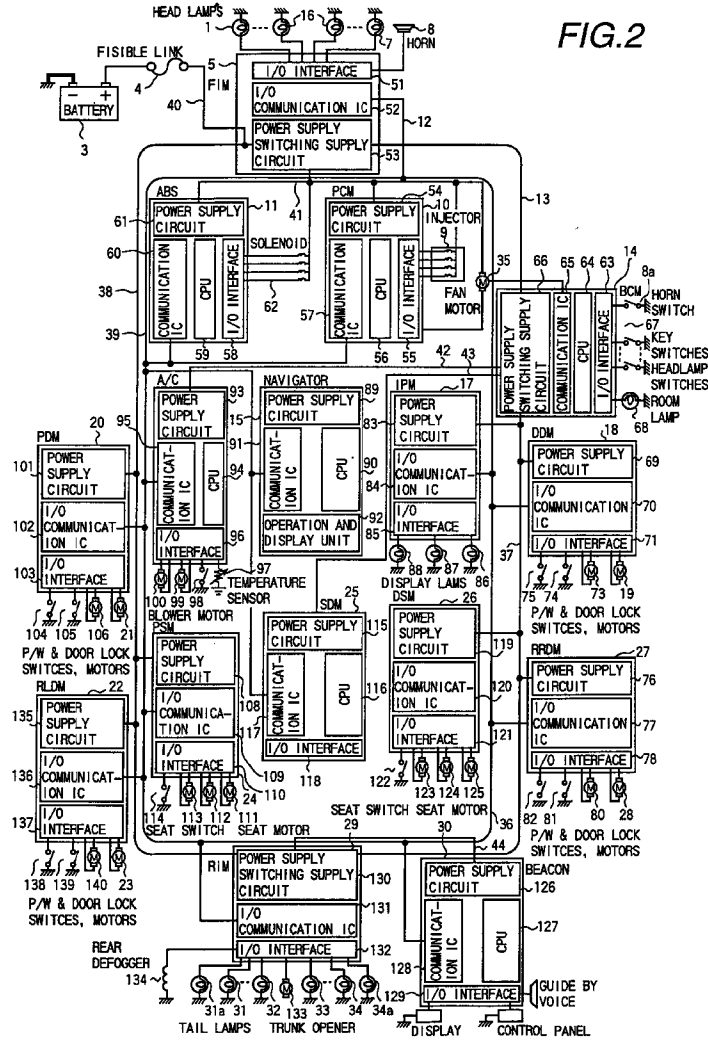 FIG.2
HEAD LAMPS
1
16
7
8
HORN
FISIBLE LINK
4
5
FIM
I/O INTERFACE
51
I/O
COMMUNICATION IC
52
POWER SUPPLY
SWITCHING SUPPLY
CIRCUIT
53
BATTERY
3
40
12
13
ABS
11
41
61
POWER SUPPLY
CIRCUIT
60
COMMUNICATION
IC
CPU
I/O INTERFACE
SOLENOID
62
59
58
38
39
PCM
54
10
POWER SUPPLY
CIRCUIT
INJECTOR
9
57
COMMUNICATION
IC
CPU
I/O INTERFACE
56
55
FAN
MOTOR
35
66
65
64
63
14
BCM
8a
HORN
SWITCH
67
KEY
SWITCHES
HEADLAMP
SWITCHES
ROOM
LAMP
68
POWER SUPPLY
SWITCHING SUPPLY
CIRCUIT
COMMUNICATION IC
CPU
I/O INTERFACE
42
43
A/C
93
95
POWER
SUPPLY
CIRCUIT
COMMUNICAT-
ION IC
CPU
94
I/O
INTERFACE
96
97
TEMPERATURE
SENSOR
100
99
98
BLOWER MOTOR
NAVIGATOR
89
15
POWER SUPPLY
CIRCUIT
91
COMMUNICAT-
ION IC
CPU
90
92
OPERATION AND
DISPLAY UNIT
IPM
17
83
POWER
SUPPLY
CIRCUIT
I/O
COMMUNICAT-
ION IC
84
I/O
INTERFACE
85
88
87
86
DISPLAY LAMS
PDM
20
101
POWER
SUPPLY
CIRCUIT
102
I/O
COMMUNICAT-
ION IC
103
I/O
INTERFACE
104
105
106
21
P/W & DOOR LOCK
SWITCES, MOTORS
DDM
18
POWER SUPPLY
CIRCUIT
69
I/O
COMMUNICATION
IC
70
I/O INTERFACE
71
37
75
74
73
19
P/W & DOOR LOCK
SWITCES, MOTORS
PSM
POWER
SUPPLY
CIRCUIT
108
I/O
COMMUNICA-
TION IC
109
I/O
INTERFACE
110
24
114
113
112
111
SEAT SWITCH SEAT MOTOR
SDM
25
115
POWER SUPPLY
CIRCUIT
117
COMMUNICAT-
ION IC
CPU
116
I/O INTERFACE
118
DSM
26
POWER
SUPPLY
CIRCUIT
119
I/O
COMMUNICAT-
ION IC
120
I/O
INTERFACE
121
122
123
124
125
SEAT SWITCH SEAT MOTOR
RRDM
27
POWER SUPPLY
CIRCUIT
76
I/O
COMMUNICATION
IC
77
I/O INTERFACE
78
82
81
80
28
P/W & DOOR LOCK
SWITCES, MOTORS
RLDM
22
135
POWER
SUPPLY
CIRCUIT
136
I/O
COMMUNICAT-
ION IC
137
I/O
INTERFACE
138
139
140
23
P/W & DOOR LOCK
SWITCES, MOTORS
36
44
RIM
29
POWER SUPPLY
SWITCHING SUPPLY
CIRCUIT
130
I/O
COMMUNICATION IC
131
I/O INTERFACE
132
REAR
DEFOGGER
134
31a
31
32
133
33
34
34a
TAIL LAMPS
TRUNK OPENER
30
BEACON
POWER SUPPLY
CIRCUIT
126
COMMUNICAT-
ION IC
CPU
127
128
129
I/O INTERFACE
GUIDE BY
VOICE
DISPLAY
CONTROL PANEL